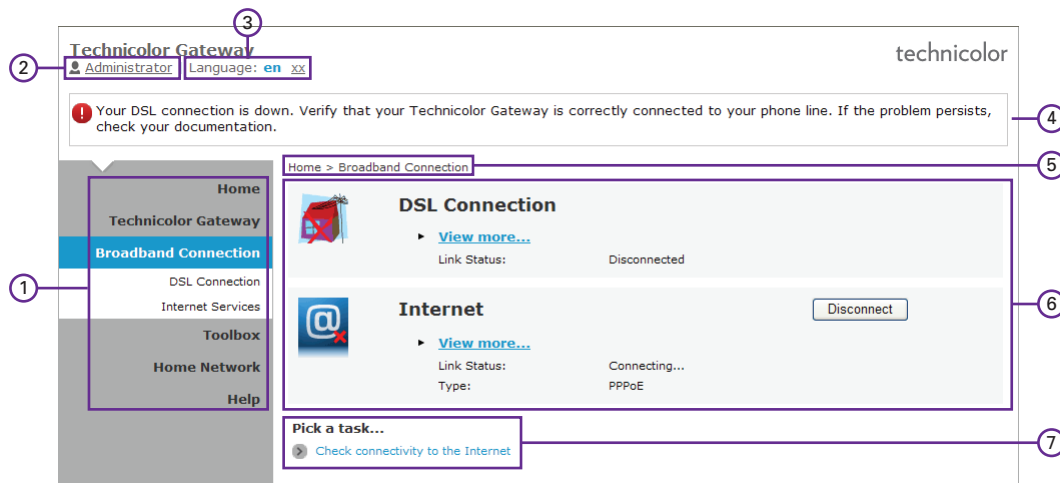 3
Technicolor Gateway
technicolor
2
Administrator
Language: en xx
Your DSL connection is down. Verify that your Technicolor Gateway is correctly connected to your phone line. If the problem persists,
check your documentation.
4
Home > Broadband Connection
5
1
Home
Technicolor Gateway
Broadband Connection
DSL Connection
Internet Services
Toolbox
Home Network
Help
DSL Connection
View more...
Link Status: Disconnected
6
@
Internet
Disconnect
View more...
Link Status: Connecting...
Type: PPPoE
Pick a task...
Check connectivity to the Internet
7